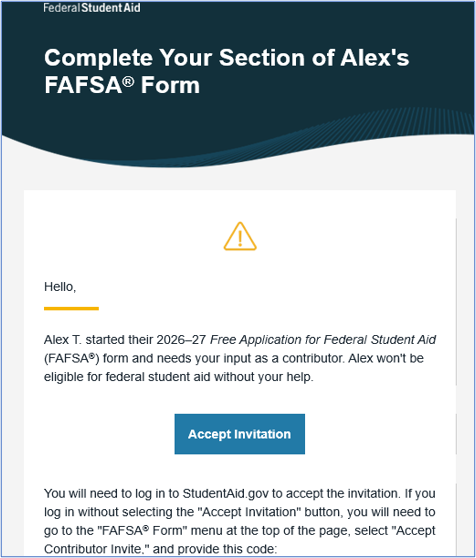 Federal Student Aid
Complete Your Section of Alex's
FAFSA® Form
Hello,
Alex T. started their 2026–27 Free Application for Federal Student Aid
(FAFSA®) form and needs your input as a contributor. Alex won't be
eligible for federal student aid without your help.
Accept Invitation
You will need to log in to StudentAid.gov to accept the invitation. If you
log in without selecting the "Accept Invitation" button, you will need to
go to the "FAFSA® Form" menu at the top of the page, select "Accept
Contributor Invite," and provide this code: